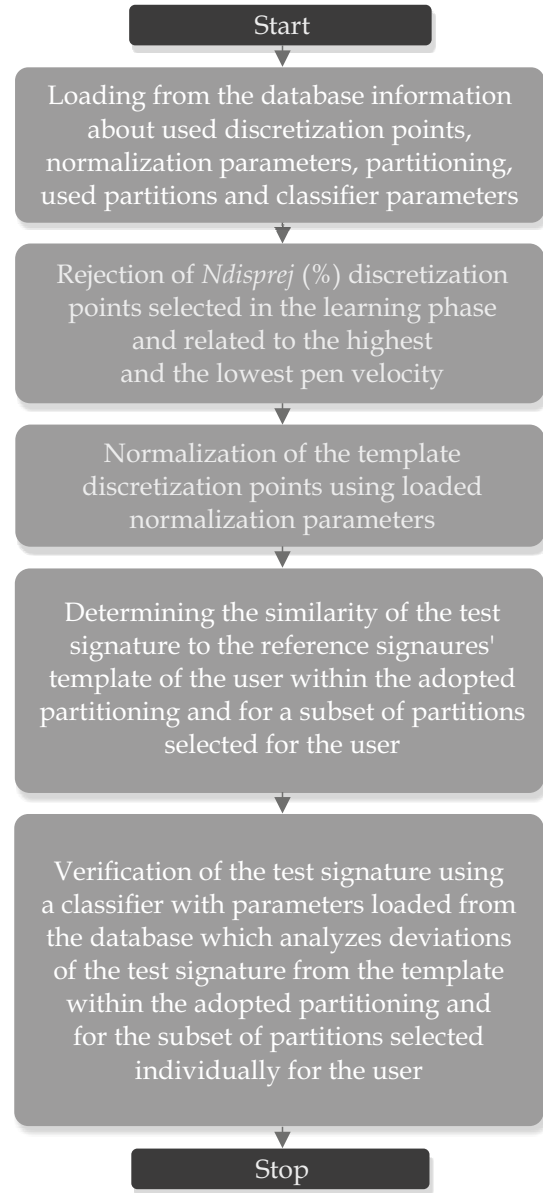 Start
Loading from the database information
about used discretization points,
normalization parameters, partitioning,
used partitions and classifier parameters
Rejection of Ndisprej (%) discretization
points selected in the learning phase
and related to the highest
and the lowest pen velocity
Normalization of the template
discretization points using loaded
normalization parameters
Determining the similarity of the test
signature to the reference signaures'
template of the user within the adopted
partitioning and for a subset of partitions
selected for the user
Verification of the test signature using
a classifier with parameters loaded from
the database which analyzes deviations
of the test signature from the template
within the adopted partitioning and
for the subset of partitions selected
individually for the user
Stop